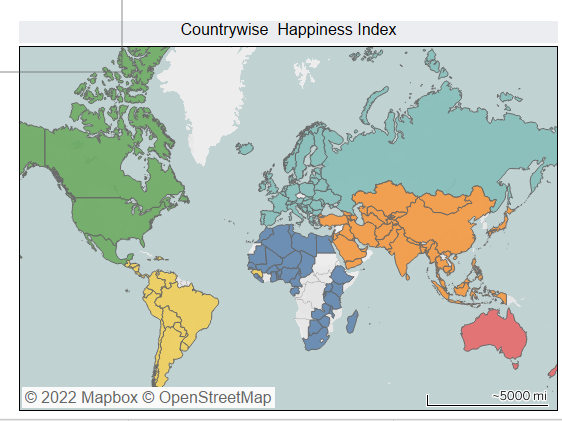 Countrywise Happiness Index
© 2022 Mapbox © OpenStreetMap
~5000 mi